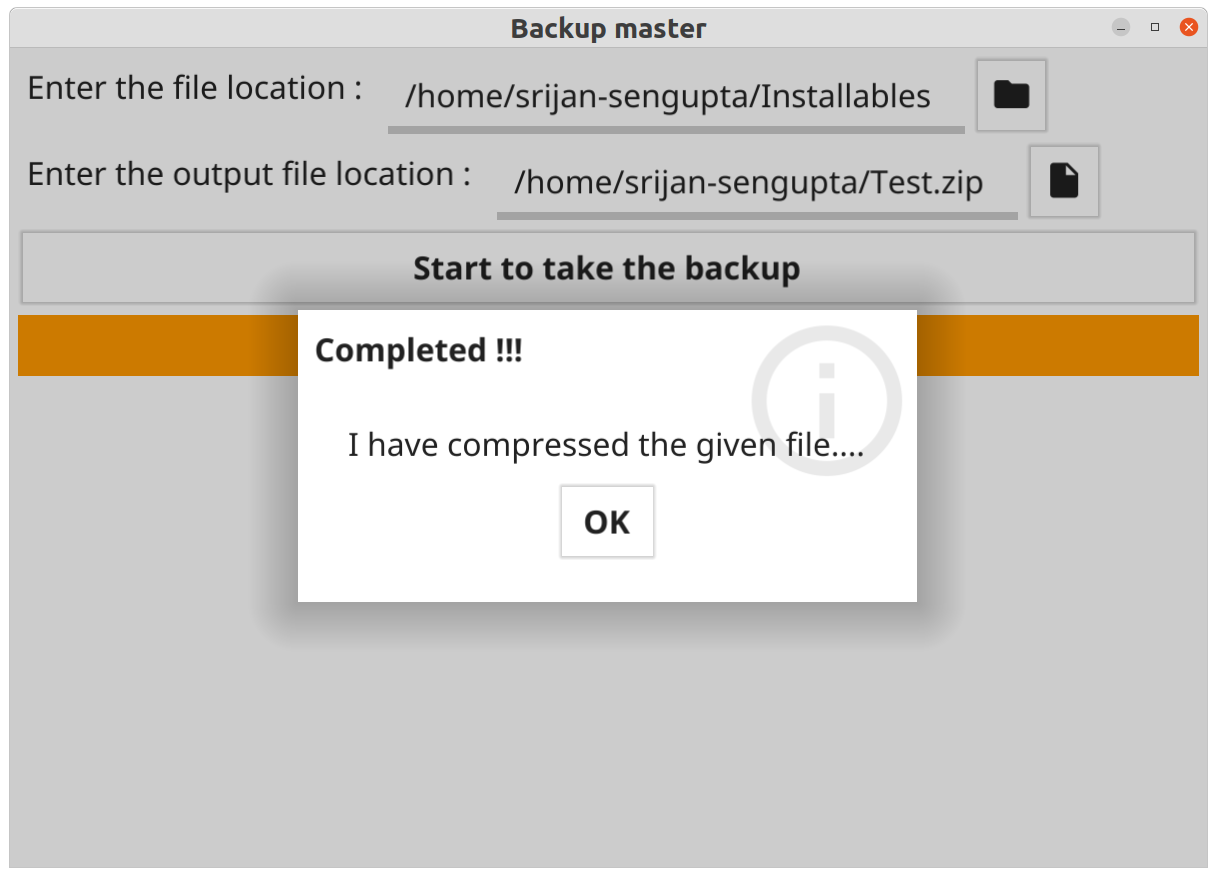 Backup master
Enter the file location :
/home/srijan-sengupta/Installables
Enter the output file location :
/home/srijan-sengupta/Test.zip
Start to take the backup
Completed !!!
I have compressed the given file....
OK